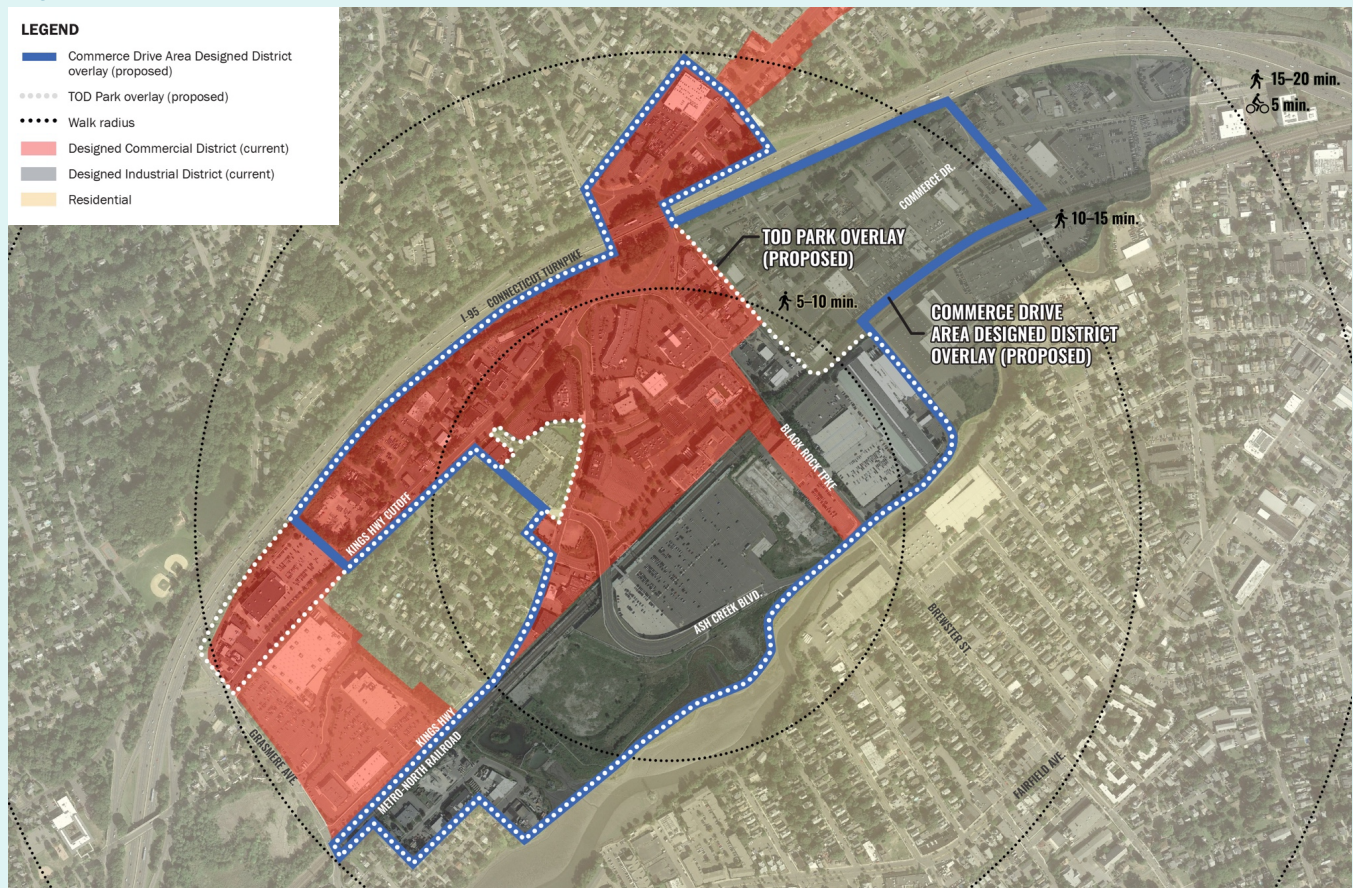 LEGEND
Commerce Drive Area Designed District
overlay (proposed)
TOD Park overlay (proposed)
Walk radius
Designed Commercial District (current)
Designed Industrial District (current)
Residential
15–20 min.
5 min.
10–15 min.
COMMERCE DR.
TOD PARK OVERLAY
(PROPOSED)
5–10 min.
I-95 CONNECTICUT TURNPIKE
COMMERCE DRIVE
AREA DESIGNED DISTRICT
OVERLAY (PROPOSED)
BLACK ROCK TPKE
KINGS HWY CUTOFF
ASH CREEK BLVD.
BREWSTER ST
KINGS HWY
METRO-NORTH RAILROAD
GRASMERE AVE
FAIRFIELD AVE